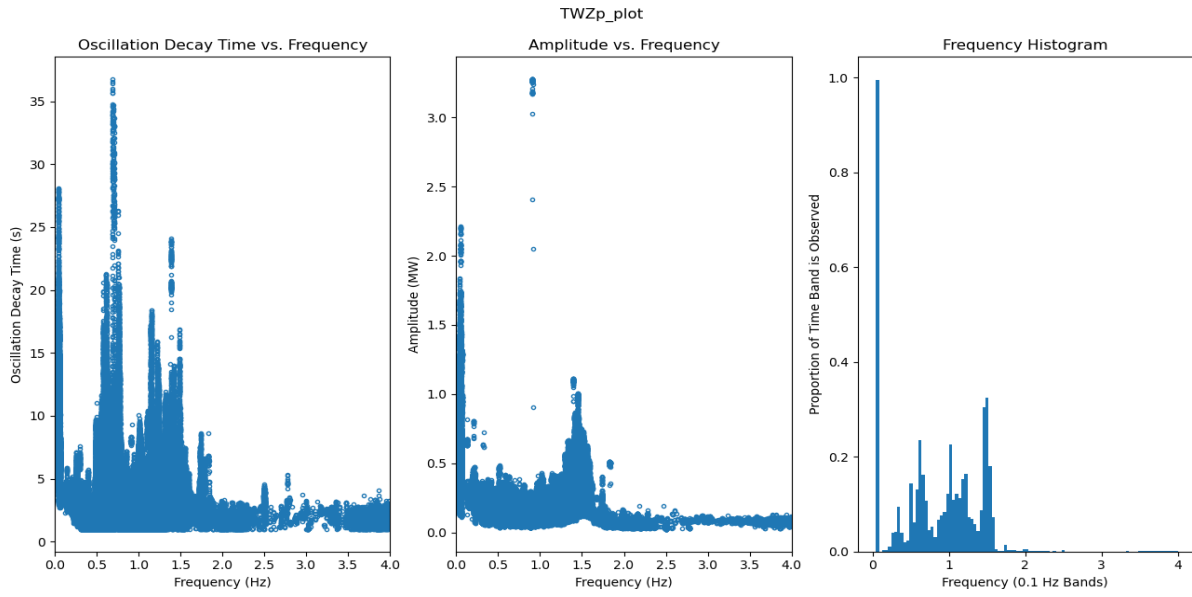 TWZp_plot
Oscillation Decay Time vs. Frequency
Amplitude vs. Frequency
Frequency Histogram
Oscillation Decay Time (s)
35
30
25
20
15
10
5
0
0.0 0.5 1.0 1.5 2.0 2.5 3.0 3.5 4.0
Frequency (Hz)
Amplitude (MW)
3.0
2.5
2.0
1.5
1.0
0.5
0.0
0.0 0.5 1.0 1.5 2.0 2.5 3.0 3.5 4.0
Frequency (Hz)
Proportion of Time Band is Observed
1.0
0.8
0.6
0.4
0.2
0.0
0 1 2 3 4
Frequency (0.1 Hz Bands)